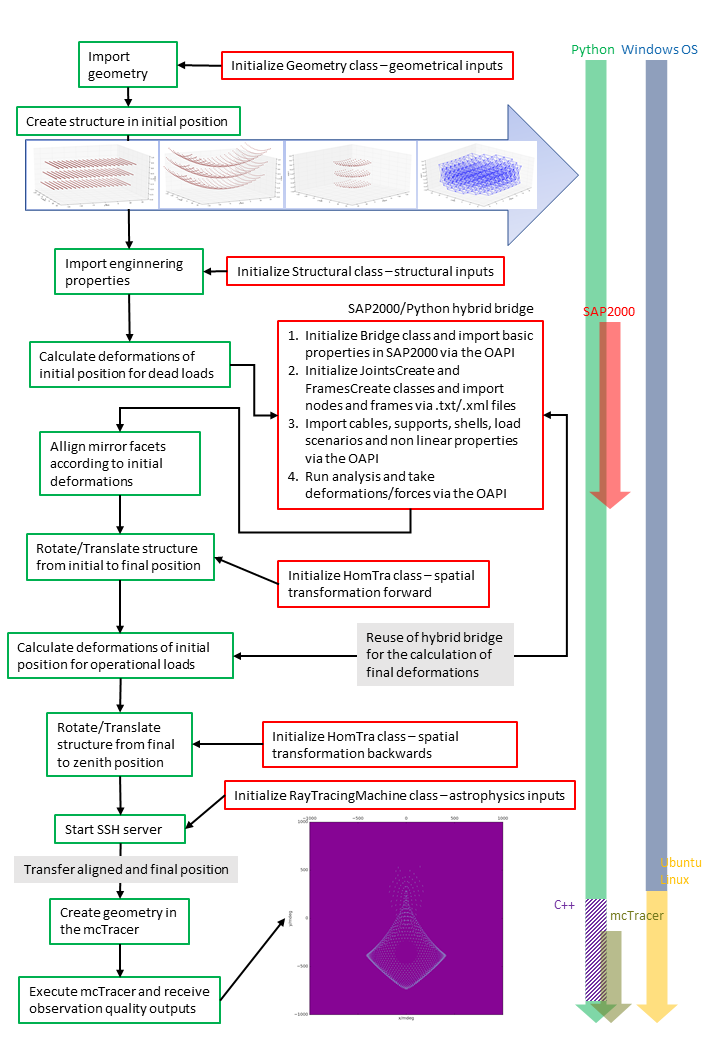 Python
Windows OS
Import
geometry
Initialize Geometry class – geometrical inputs
Create structure in initial position
Import enginnering
properties
Initialize Structural class – structural inputs
SAP2000/Python hybrid bridge
SAP2000
Calculate deformations of
initial position for dead loads
1. Initialize Bridge class and import basic
properties in SAP2000 via the OAPI
2. Initialize JointsCreate and
FramesCreate classes and import
nodes and frames via .txt/.xml files
3. Import cables, supports, shells, load
scenarios and non linear properties
via the OAPI
4. Run analysis and take
deformations/forces via the OAPI
Allign mirror facets
according to initial
deformations
Rotate/Translate structure
from initial to final position
Initialize HomTra class – spatial
transformation forward
Calculate deformations of initial
position for operational loads
Reuse of hybrid bridge
for the calculation of
final deformations
Rotate/Translate
structure from final
to zenith position
Initialize HomTra class – spatial
transformation backwards
Initialize RayTracingMachine class – astrophysics inputs
Start SSH server
Transfer aligned and final position
Create geometry in
the mcTracer
Execute mcTracer and receive
observation quality outputs
−1000 −500 0 500 1000
1000
500
0
−500
−1000
Ubuntu
Linux
C++
mcTracer